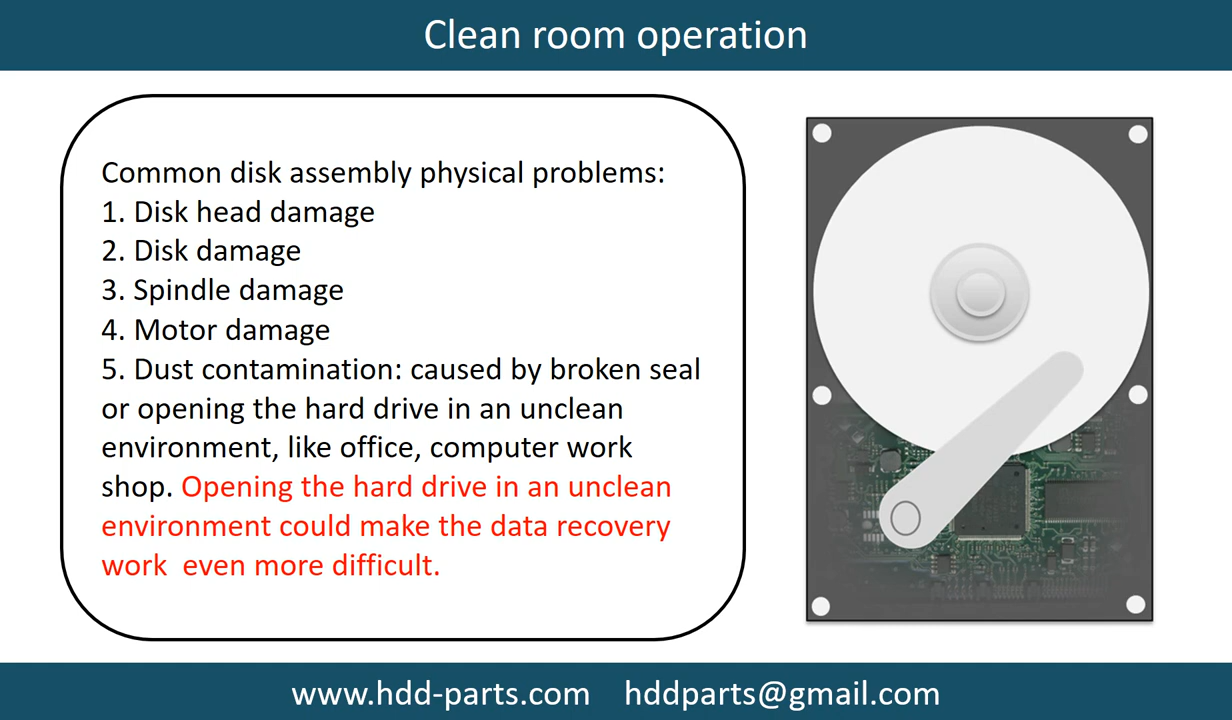 Clean room operation
Common disk assembly physical problems:
1. Disk head damage
2. Disk damage
3. Spindle damage
4. Motor damage
5. Dust contamination: caused by broken seal
or opening the hard drive in an unclean
environment, like office, computer work
shop. Opening the hard drive in an unclean
environment could make the data recovery
work  even more difficult.
www.hdd-parts.com    hddparts@gmail.com